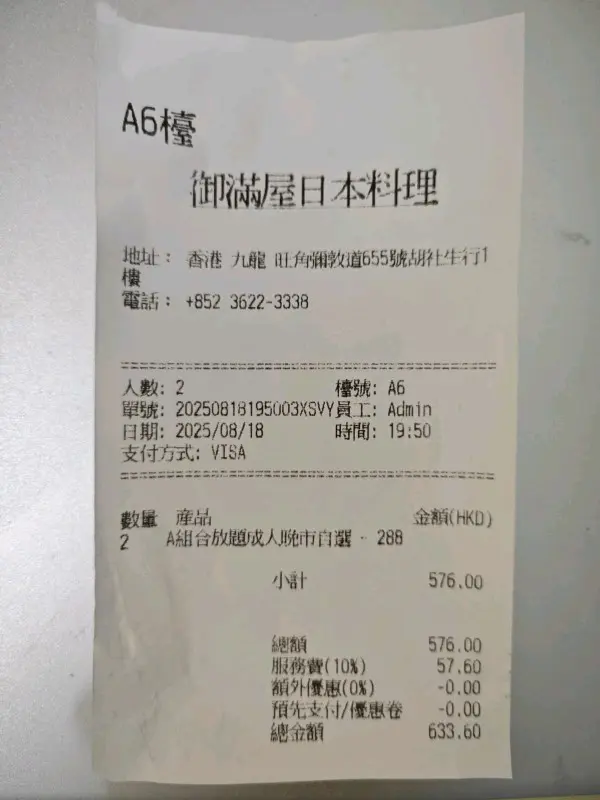 A6檯
御滿屋日本料理
地址： 香港 九龍 旺角彌敦道655號胡社生行1
樓
電話： +852 3622-3338
人數: 2 檯號: A6
單號: 20250818195003XSVY員工: Admin
日期: 2025/08/18 時間: 19:50
支付方式: VISA
數量 産品 金額(HKD)
2 A組合放題成人晚市自選 - 288
小計 576.00
總額 576.00
服務費(10%) 57.60
額外優惠(0%) -0.00
預先支付/優惠卷 -0.00
總金額 633.60